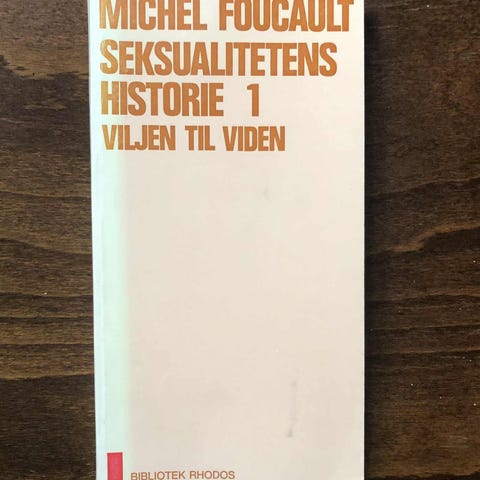 MICHEL FOUCAULT
SEKSUALITETENS
HISTORIE 1
VILJEN TIL VIDEN
BIBLIOTEK RHODOS